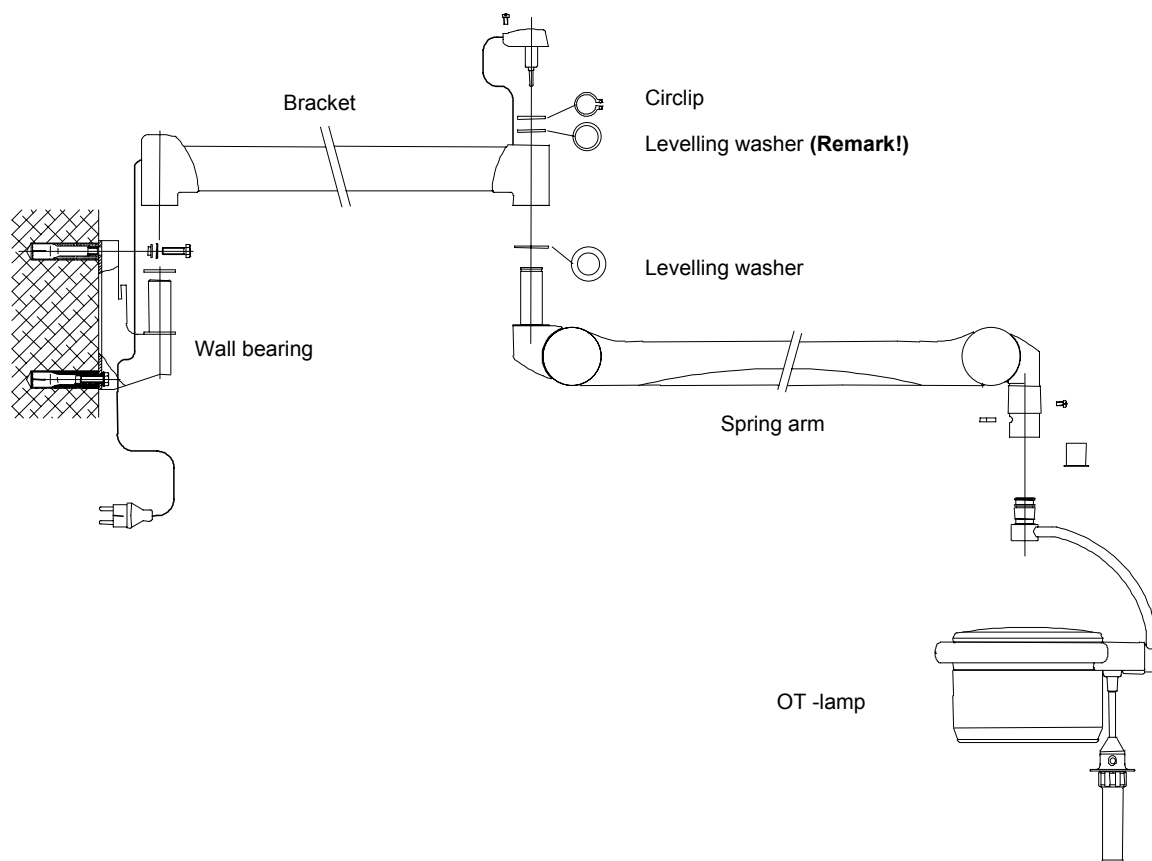 Bracket
Circlip
Levelling washer (Remark!)
Levelling washer
Wall bearing
Spring arm
OT -lamp